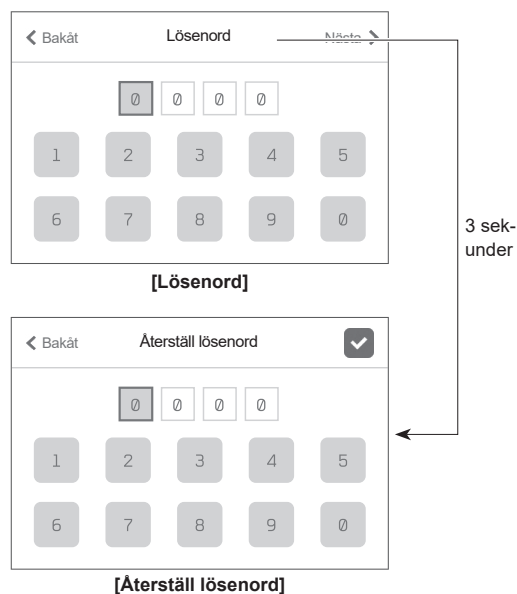 Bakåt Lösenord Nästa
0 0 0 0
1 2 3 4 5
6 7 8 9 0
3 sek-
under
[Lösenord]
Bakåt Återställ lösenord
0 0 0 0
1 2 3 4 5
6 7 8 9 0
[Återställ lösenord]